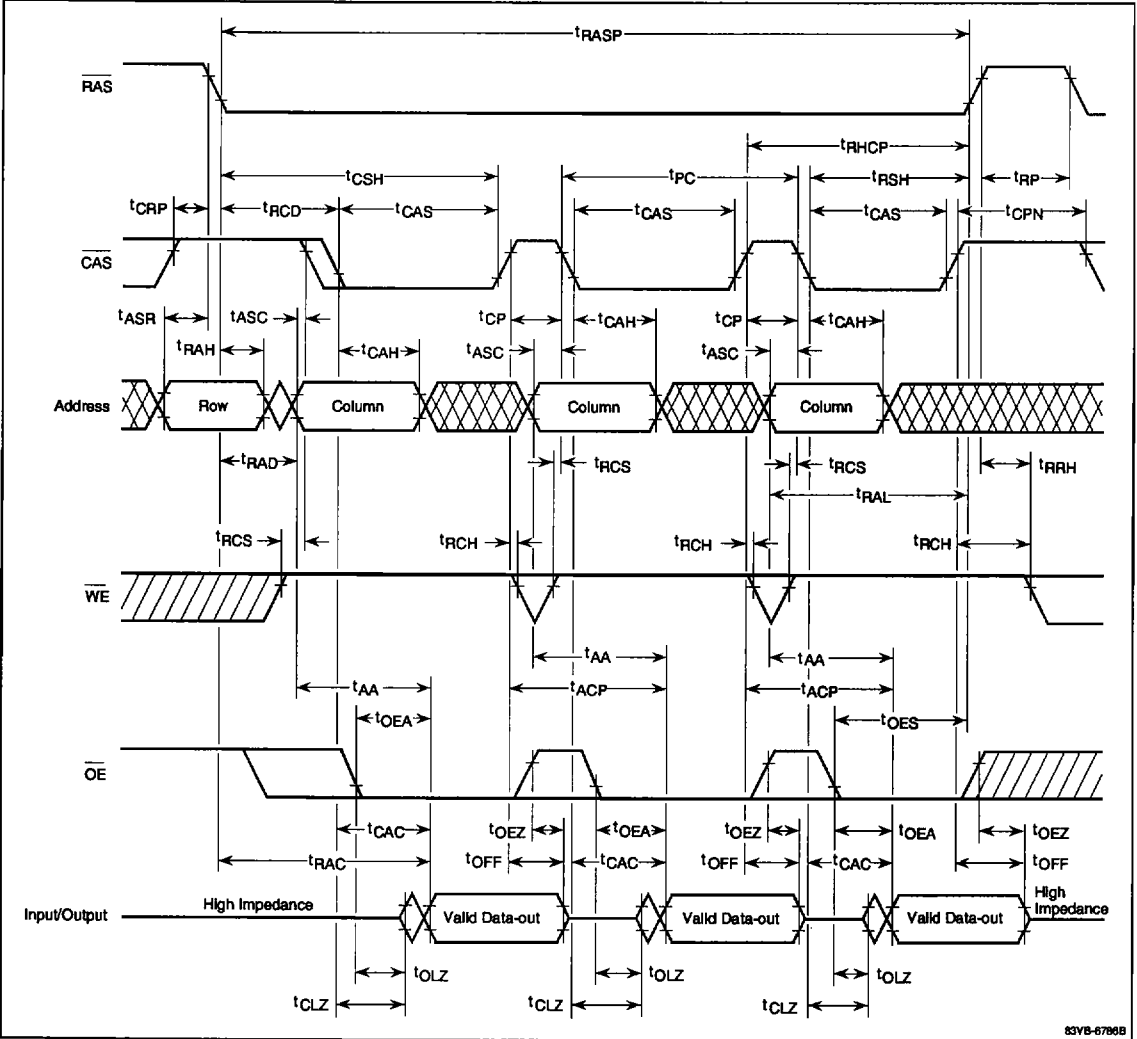 tRASP
RAS
tRHCP
tCSH
tPC
tRSH
tRP
tCRP
tRCD
tCAS
tCAS
tCAS
tCPN
CAS
tASR
tASC
tCP
tCAH
tCP
tCAH
tRAH
tCAH
tASC
tASC
Address
Row
Column
Column
Column
tRAD
tRCS
tRCS
tRRH
tRAL
tRCS
tRCH
tRCH
tRCH
WE
tAA
tAA
tAA
tACP
tACP
tOEA
tOES
OE
tCAC
tOEZ
tOEA
tOEZ
tOEA
tOEZ
tRAC
tOFF
tCAC
tOFF
tCAC
tOFF
Input/Output
High Impedance
Valid Data-out
Valid Data-out
Valid Data-out
High
Impedance
tOLZ
tOLZ
tOLZ
tCLZ
tCLZ
tCLZ
83VB-6786B